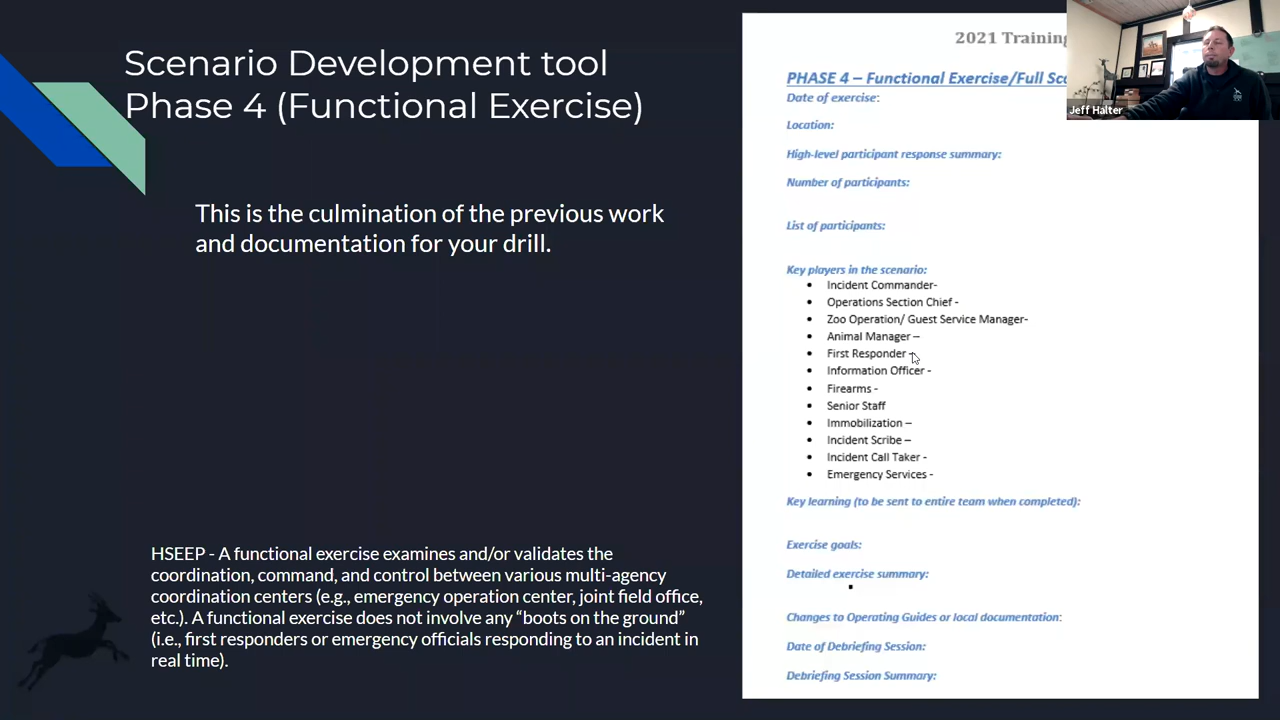 Scenario Development tool
Phase 4 (Functional Exercise)
This is the culmination of the previous work
and documentation for your drill.
HSEEP - A functional exercise examines and/or validates the
coordination, command, and control between various multi-agency
coordination centers (e.g., emergency operation center, joint field office,
etc.). A functional exercise does not involve any “boots on the ground”
(i.e., first responders or emergency officials responding to an incident in
real time).
2021 Training
PHASE 4 – Functional Exercise/Full
Date of exercise:
Location:
High-level participant response summary:
Number of participants:
List of participants:
Key players in the scenario:
• Incident Commander-
• Operations Section Chief -
• Zoo Operation/ Guest Service Manager-
• Animal Manager –
• First Responder –
• Information Officer -
• Firearms -
• Senior Staff
• Immobilization –
• Incident Scribe –
• Incident Call Taker -
• Emergency Services -
Key learning (to be sent to entire team when completed):
Exercise goals:
Detailed exercise summary:
Changes to Operating Guides or local documentation:
Date of Debriefing Session:
Debriefing Session Summary:
Jeff Halter